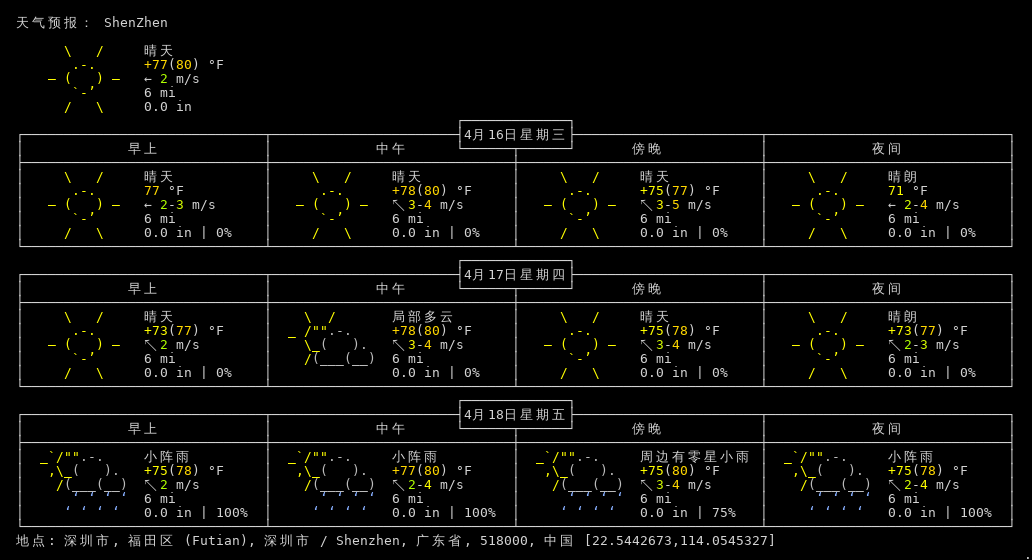 天气预报： ShenZhen
晴天
+77(80) °F
← 2 m/s
6 mi
0.0 in
4月16日星期三
早上 中午 傍晚 夜间
晴天 晴天 晴天 晴朗
77 °F +78(80) °F +75(77) °F 71 °F
← 2-3 m/s ↖ 3-4 m/s ↖ 3-5 m/s ← 2-4 m/s
6 mi 6 mi 6 mi 6 mi
0.0 in | 0% 0.0 in | 0% 0.0 in | 0% 0.0 in | 0%
4月17日星期四
早上 中午 傍晚 夜间
晴天 局部多云 晴天 晴朗
+73(77) °F +78(80) °F +75(78) °F +73(77) °F
↖ 2 m/s ↖ 3-4 m/s ↖ 3-4 m/s ↖ 2-3 m/s
6 mi 6 mi 6 mi 6 mi
0.0 in | 0% 0.0 in | 0% 0.0 in | 0% 0.0 in | 0%
4月18日星期五
早上 中午 傍晚 夜间
小阵雨 小阵雨 周边有零星小雨 小阵雨
+75(78) °F +77(80) °F +75(80) °F +75(78) °F
↖ 2 m/s ↖ 2-4 m/s ↖ 3-4 m/s ↖ 2-4 m/s
6 mi 6 mi 6 mi 6 mi
0.0 in | 100% 0.0 in | 100% 0.0 in | 75% 0.0 in | 100%
地点: 深圳市, 福田区 (Futian), 深圳市 / Shenzhen, 广东省, 518000, 中国 [22.5442673,114.0545327]